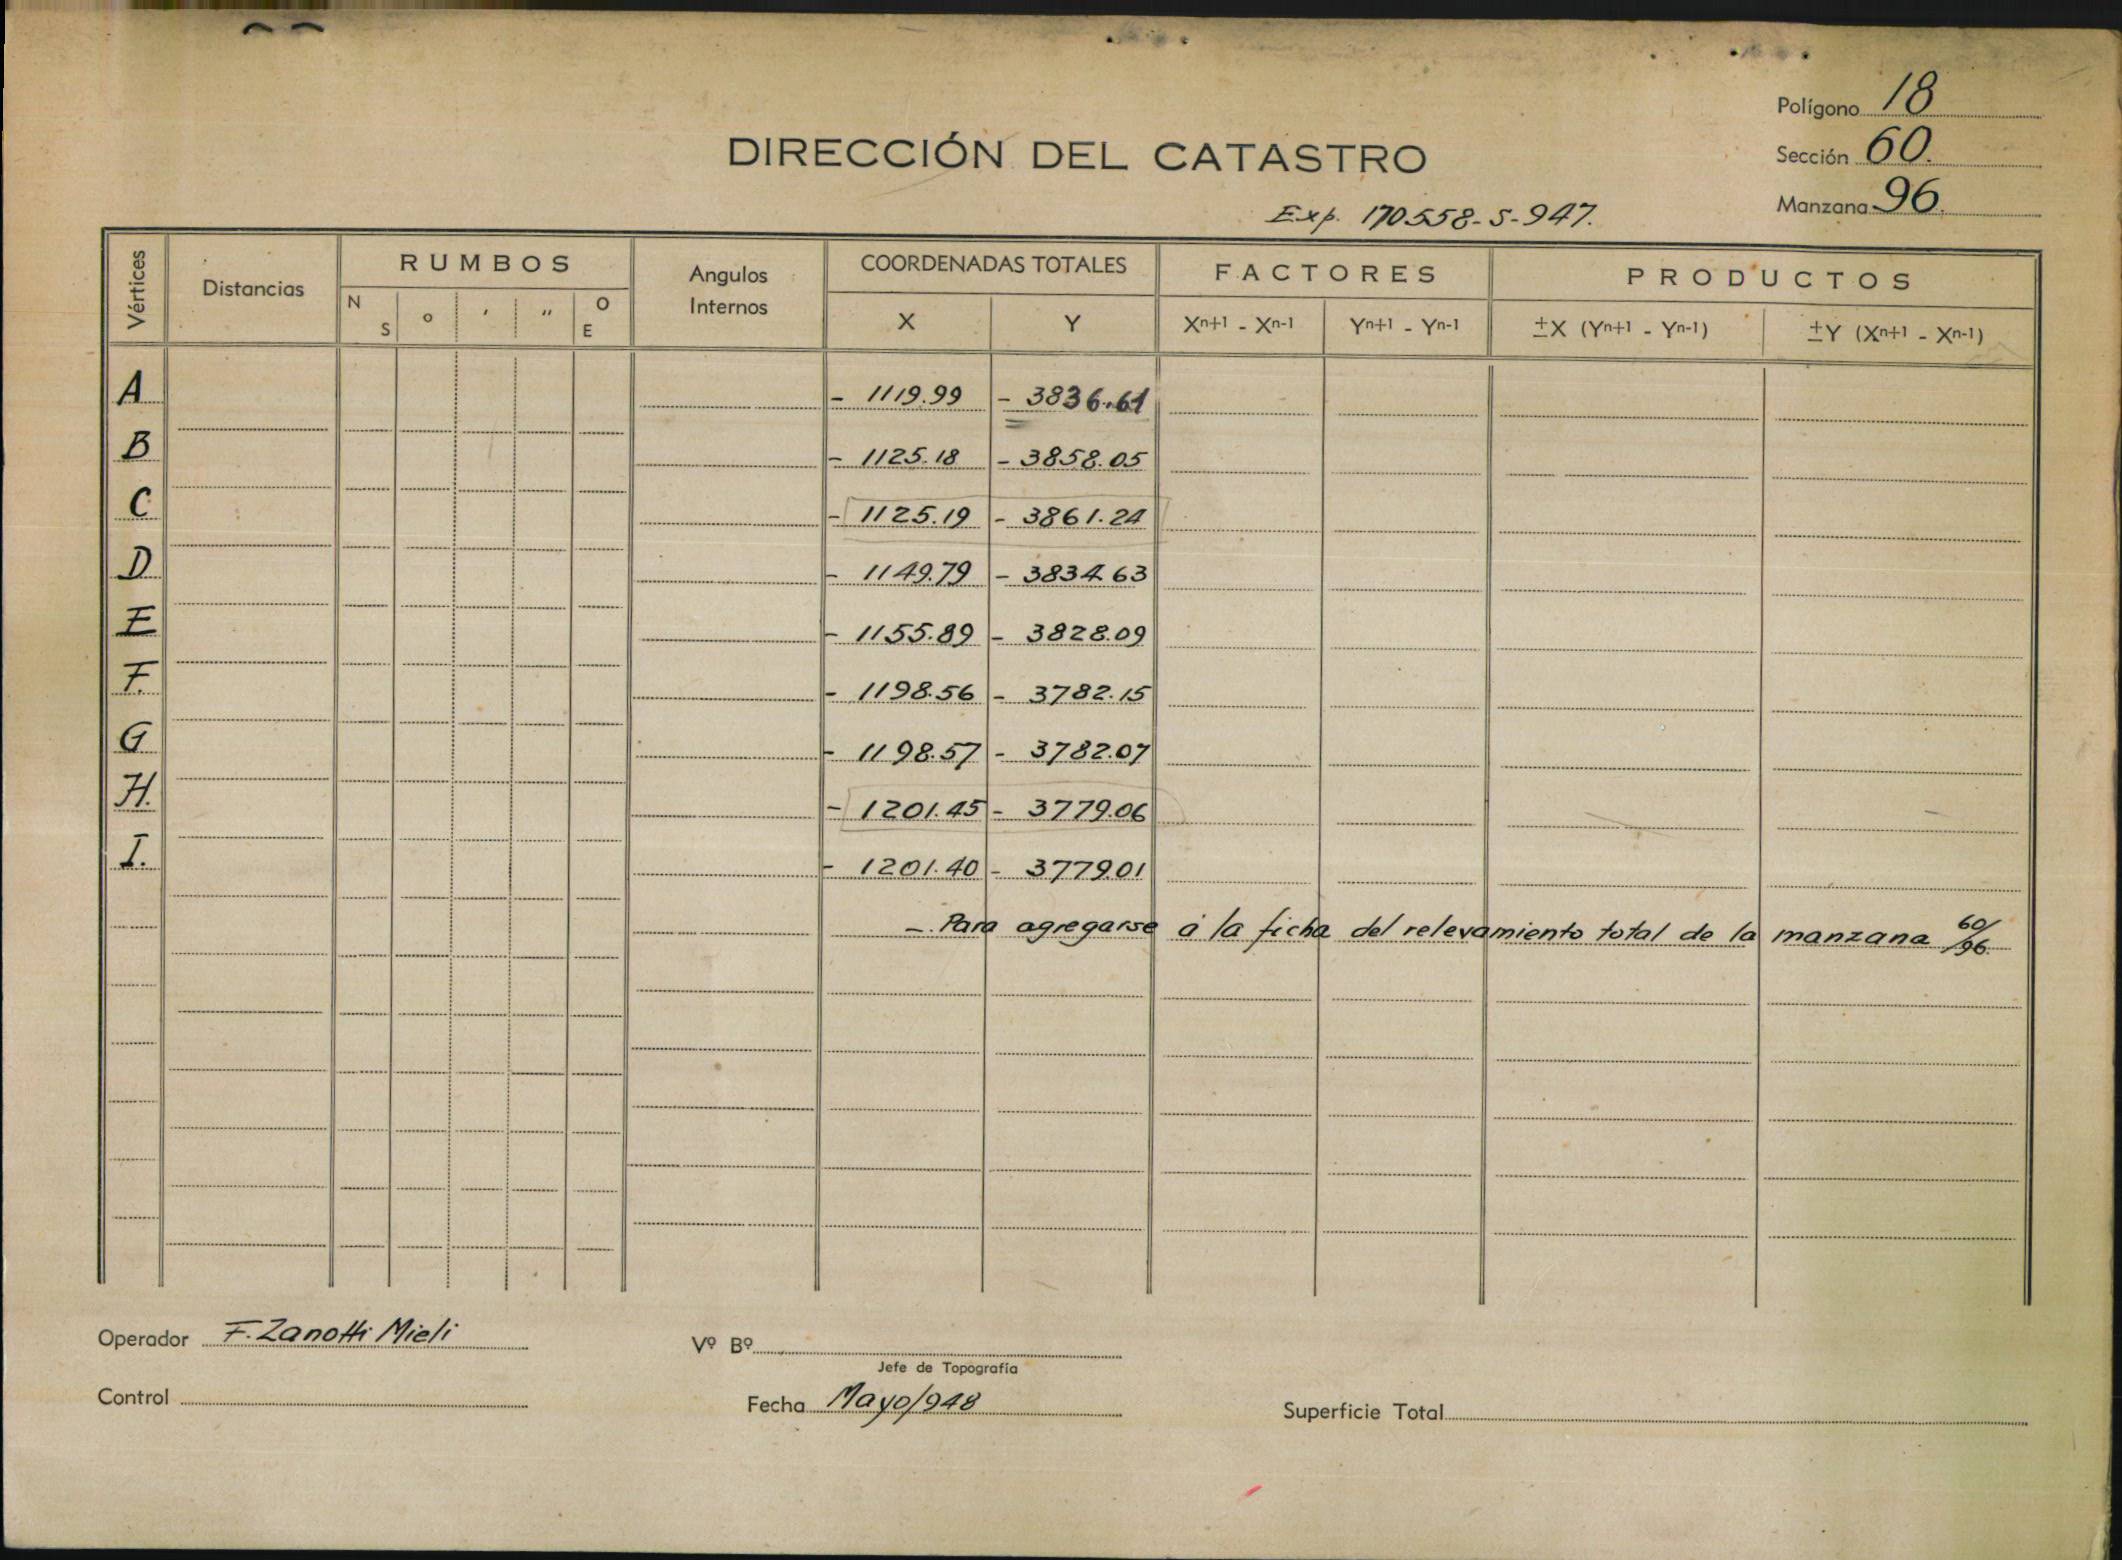 Polígono 18
DIRECCIÓN DEL CATASTRO
Sección 60.
Manzana 96.
Exp. 170558-S-947.
Vértices Distancias RUMBOS Angulos Internos COORDENADAS TOTALES FACTORES PRODUCTOS
N S o ′ ″ O E X Y Xn+1 - Xn-1 Yn+1 - Yn-1 ±X (Yn+1 - Yn-1) ±Y (Xn+1 - Xn-1)
A - 1119.99 - 3836.61
B - 1125.18 - 3858.05
C - 1125.19 - 3861.24
D - 1149.79 - 3834.63
E - 1155.89 - 3828.09
F. - 1198.56 - 3782.15
G - 1198.57 - 3782.07
H. - 1201.45 - 3779.06
I. - 1201.40 - 3779.01
-. Para agregarse á la ficha del relevamiento total de la manzana 60/96.
Operador F. Zanotti Mieli
Vº Bº
Jefe de Topografía
Control
Fecha Mayo/948
Superficie Total